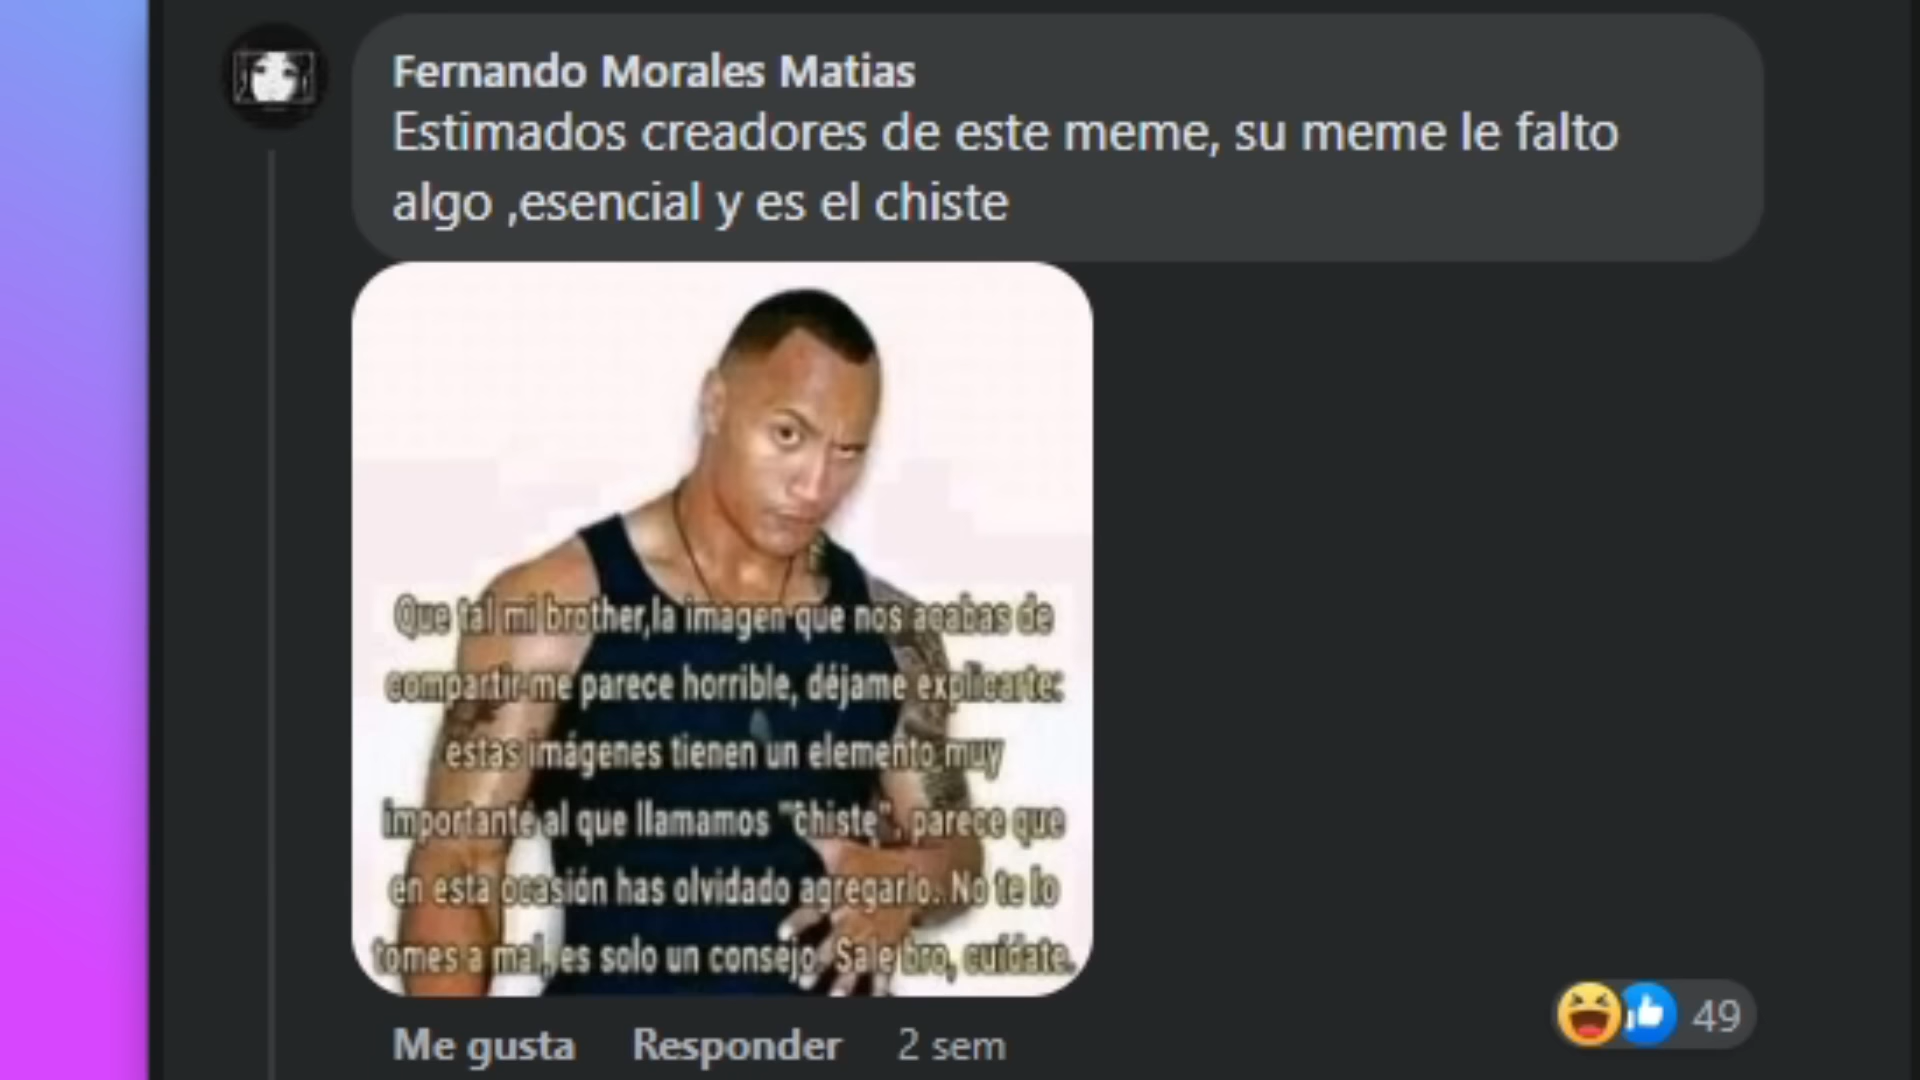 Fernando Morales Matias
Estimados creadores de este meme, su meme le falto
algo ,esencial y es el chiste
Que tal mi brother,la imagen que nos acabas de
compartir me parece horrible, déjame explicarte:
estas imágenes tienen un elemento muy
importante al que llamamos "chiste", parece que
en esta ocasión has olvidado agregarlo. No te lo
tomes a mal, es solo un consejo. Sale bro, cuídate.
Me gusta Responder 2 sem 49